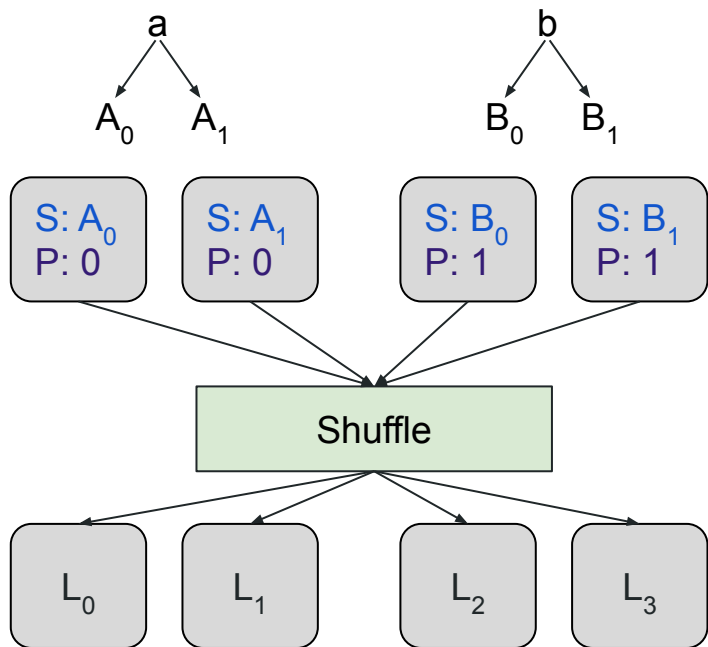 a b
A₀ A₁ B₀ B₁
S: A₀
P: 0
S: A₁
P: 0
S: B₀
P: 1
S: B₁
P: 1
Shuffle
L₀ L₁ L₂ L₃